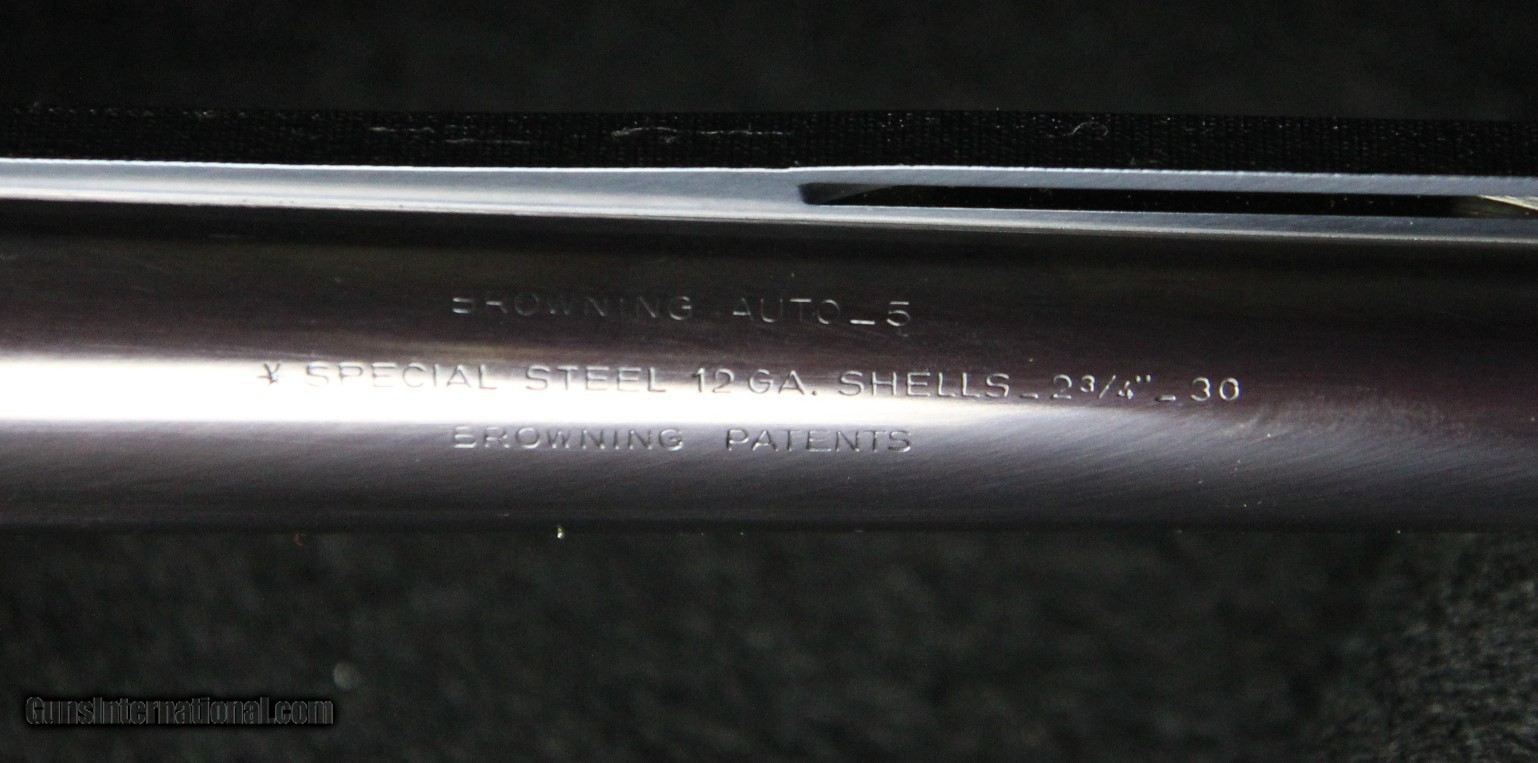 BROWNING AUTO_5
* SPECIAL STEEL 12 GA. SHELLS_2¾"_30
BROWNING PATENTS
GunsInternational.com